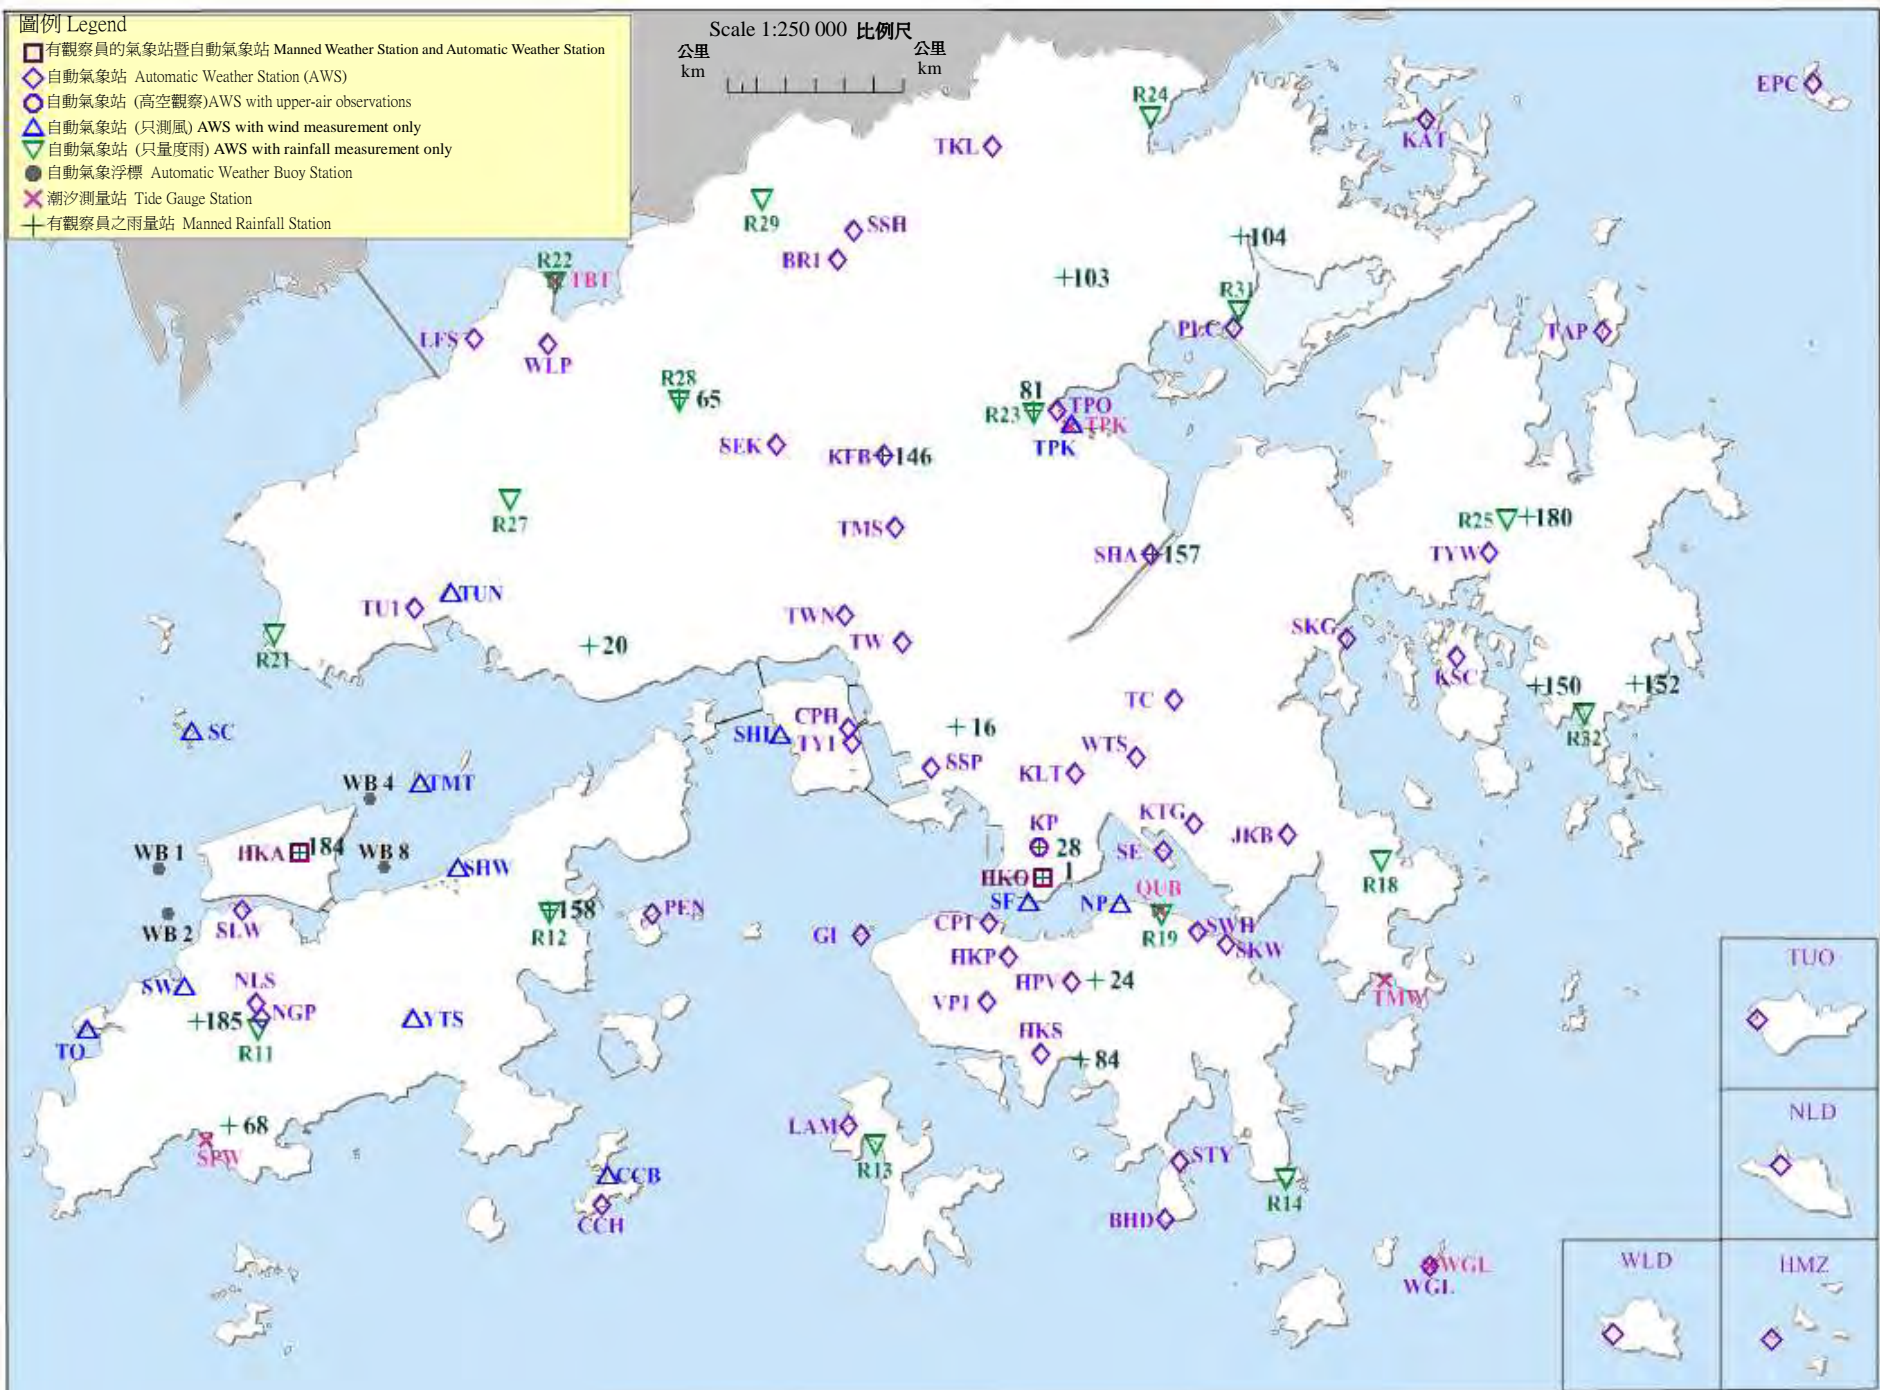 圖例 Legend
有觀察員的氣象站暨自動氣象站 Manned Weather Station and Automatic Weather Station
自動氣象站 Automatic Weather Station (AWS)
自動氣象站 (高空觀察)AWS with upper-air observations
自動氣象站 (只測風) AWS with wind measurement only
自動氣象站 (只量度雨) AWS with rainfall measurement only
自動氣象浮標 Automatic Weather Buoy Station
潮汐測量站 Tide Gauge Station
有觀察員之雨量站 Manned Rainfall Station
Scale 1:250 000 比例尺
公里 km
公里 km
EPC
R24
KAT
TKL
R29
SSH
BR1
104
103
R22
TBT
R31
PLC
TAP
LFS
WLP
R28
65
81
R23
TPO
TPK
TPK
SEK
KFB
146
R27
R25
180
TMS
SHA
157
TYW
TUN
TU1
TWN
TW
SKG
R21
20
KSC
150
152
TC
R32
SC
CPH
SHI
TY1
16
WTS
SSP
KLT
WB 4
TMT
KTG
JKB
KP
28
SE
HKA
184
WB 1
WB 8
SHW
HKO
1
R18
QUB
SF
NP
158
R12
PEN
WB 2
SLW
GI
CP1
R19
SWH
SKW
HKP
TUO
SW
NLS
HPV
24
TMW
VP1
NGP
185
YTS
R11
TO
HKS
84
NLD
68
SPW
LAM
R13
STY
CCB
CCH
R14
BHD
WGL
WGL
WLD
HMZ